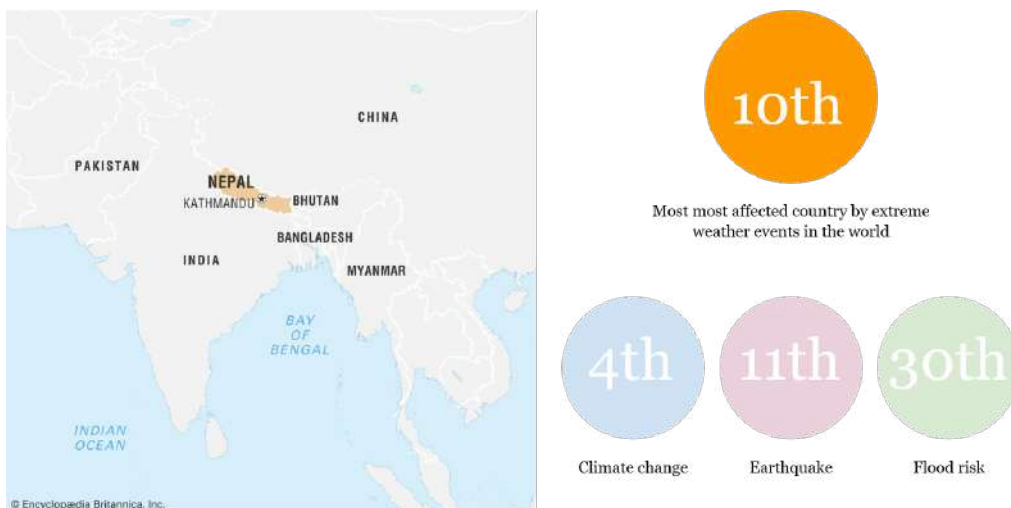 CHINA
PAKISTAN
NEPAL
KATHMANDU
BHUTAN
BANGLADESH
INDIA
MYANMAR
BAY
OF
BENGAL
INDIAN
OCEAN
© Encyclopædia Britannica, Inc.
10th
Most most affected country by extreme
weather events in the world
4th
11th
30th
Climate change
Earthquake
Flood risk